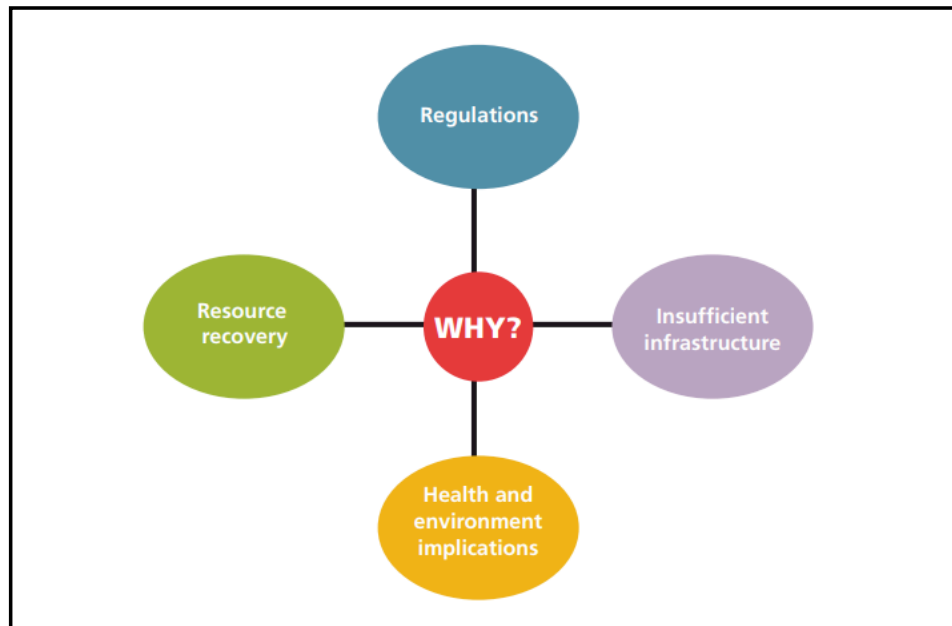 Regulations
Resource
recovery
WHY?
Insufficient
infrastructure
Health and
environment
implications